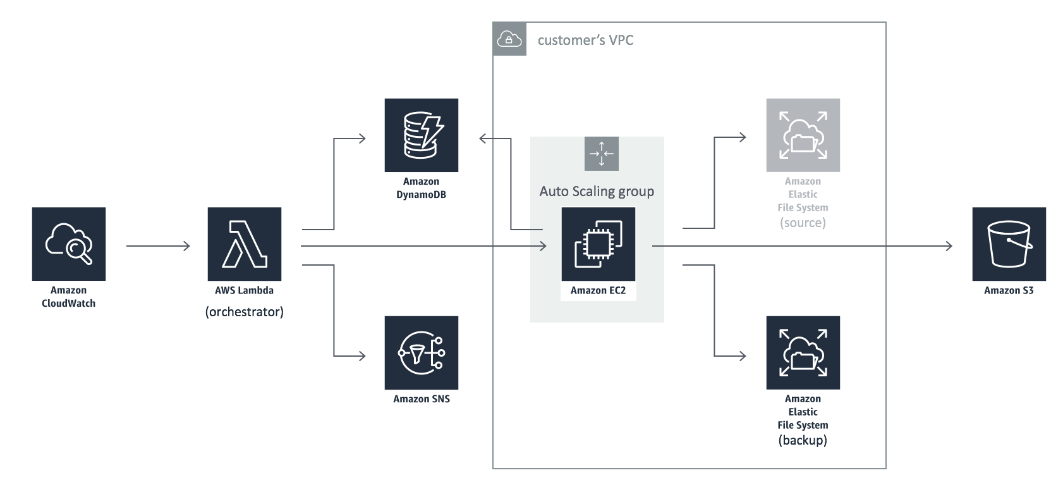 customer's VPC
Amazon
DynamoDB
Auto Scaling group
Amazon
Elastic
File System
(source)
Amazon
CloudWatch
AWS Lambda
(orchestrator)
Amazon EC2
Amazon S3
Amazon SNS
Amazon
Elastic
File System
(backup)